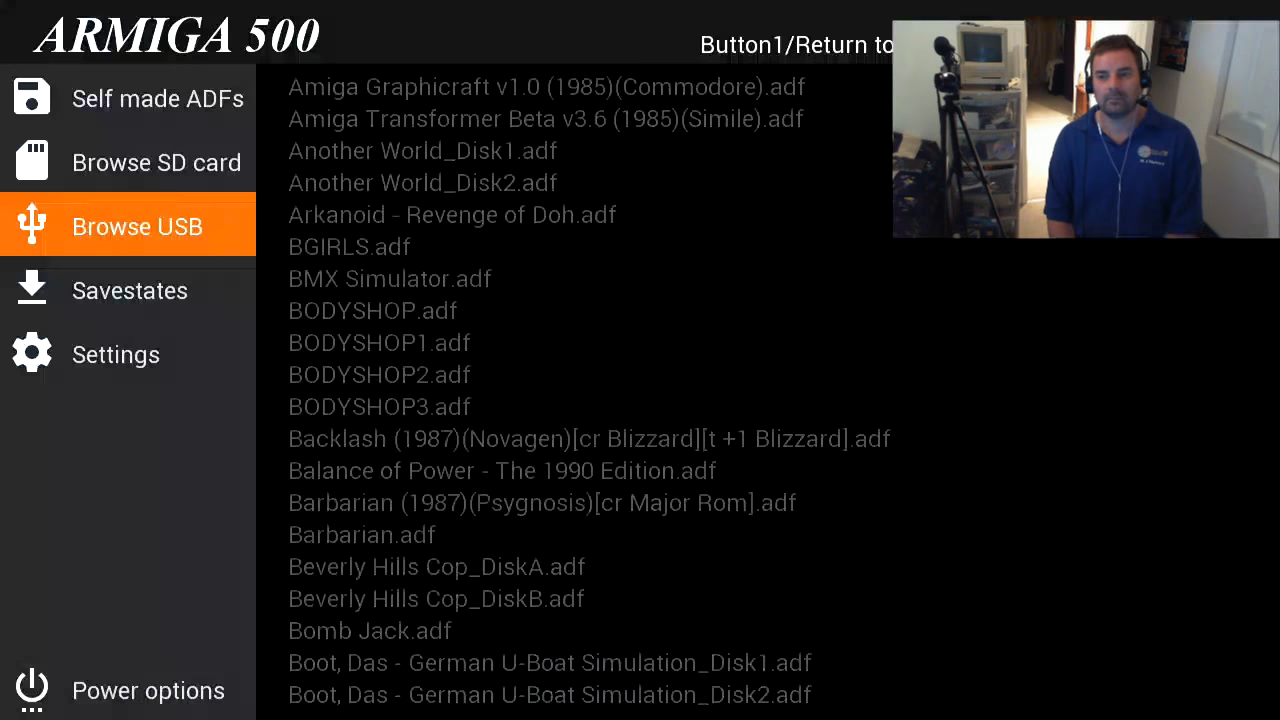 ARMIGA 500
Button1/Return to
Self made ADFs
Browse SD card
Browse USB
Savestates
Settings
Power options
Amiga Graphicraft v1.0 (1985)(Commodore).adf
Amiga Transformer Beta v3.6 (1985)(Simile).adf
Another World_Disk1.adf
Another World_Disk2.adf
Arkanoid - Revenge of Doh.adf
BGIRLS.adf
BMX Simulator.adf
BODYSHOP.adf
BODYSHOP1.adf
BODYSHOP2.adf
BODYSHOP3.adf
Backlash (1987)(Novagen)[cr Blizzard][t +1 Blizzard].adf
Balance of Power - The 1990 Edition.adf
Barbarian (1987)(Psygnosis)[cr Major Rom].adf
Barbarian.adf
Beverly Hills Cop_DiskA.adf
Beverly Hills Cop_DiskB.adf
Bomb Jack.adf
Boot, Das - German U-Boat Simulation_Disk1.adf
Boot, Das - German U-Boat Simulation_Disk2.adf